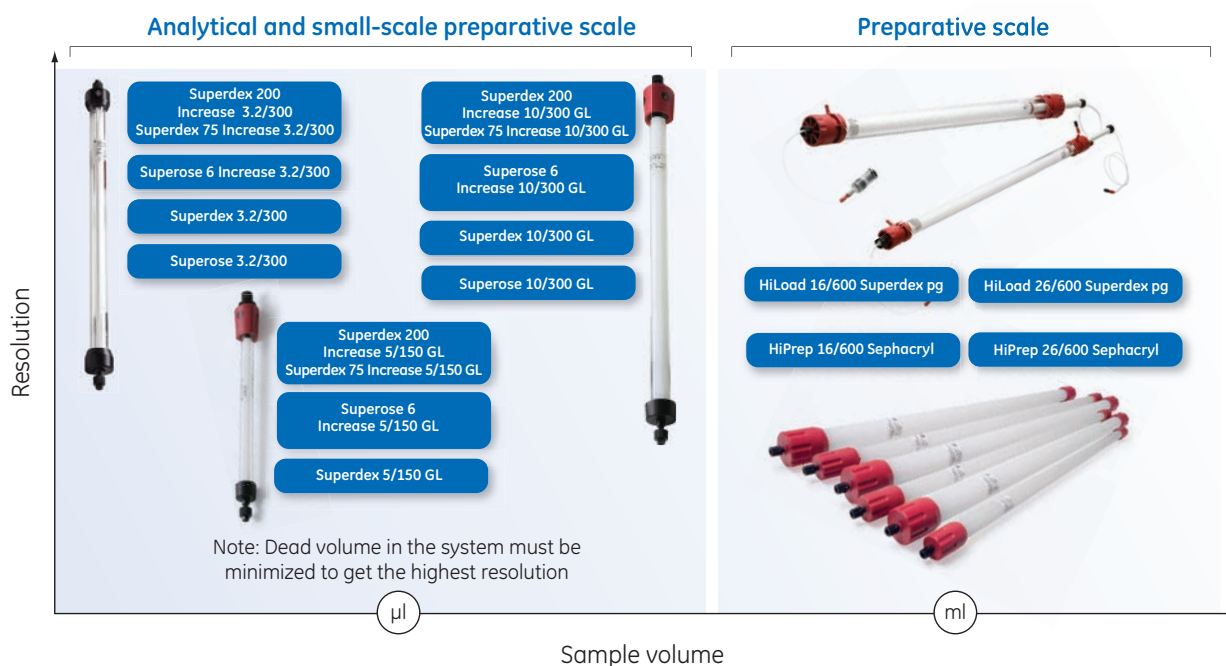 Analytical and small-scale preparative scale
Preparative scale
Resolution
Superdex 200
Increase 3.2/300
Superdex 75 Increase 3.2/300
Superose 6 Increase 3.2/300
Superdex 3.2/300
Superose 3.2/300
Superdex 200
Increase 10/300 GL
Superdex 75 Increase 10/300 GL
Superose 6
Increase 10/300 GL
Superdex 10/300 GL
Superose 10/300 GL
Superdex 200
Increase 5/150 GL
Superdex 75 Increase 5/150 GL
Superose 6
Increase 5/150 GL
Superdex 5/150 GL
Note: Dead volume in the system must be
minimized to get the highest resolution
HiLoad 16/600 Superdex pg
HiLoad 26/600 Superdex pg
HiPrep 16/600 Sephacryl
HiPrep 26/600 Sephacryl
µl
ml
Sample volume